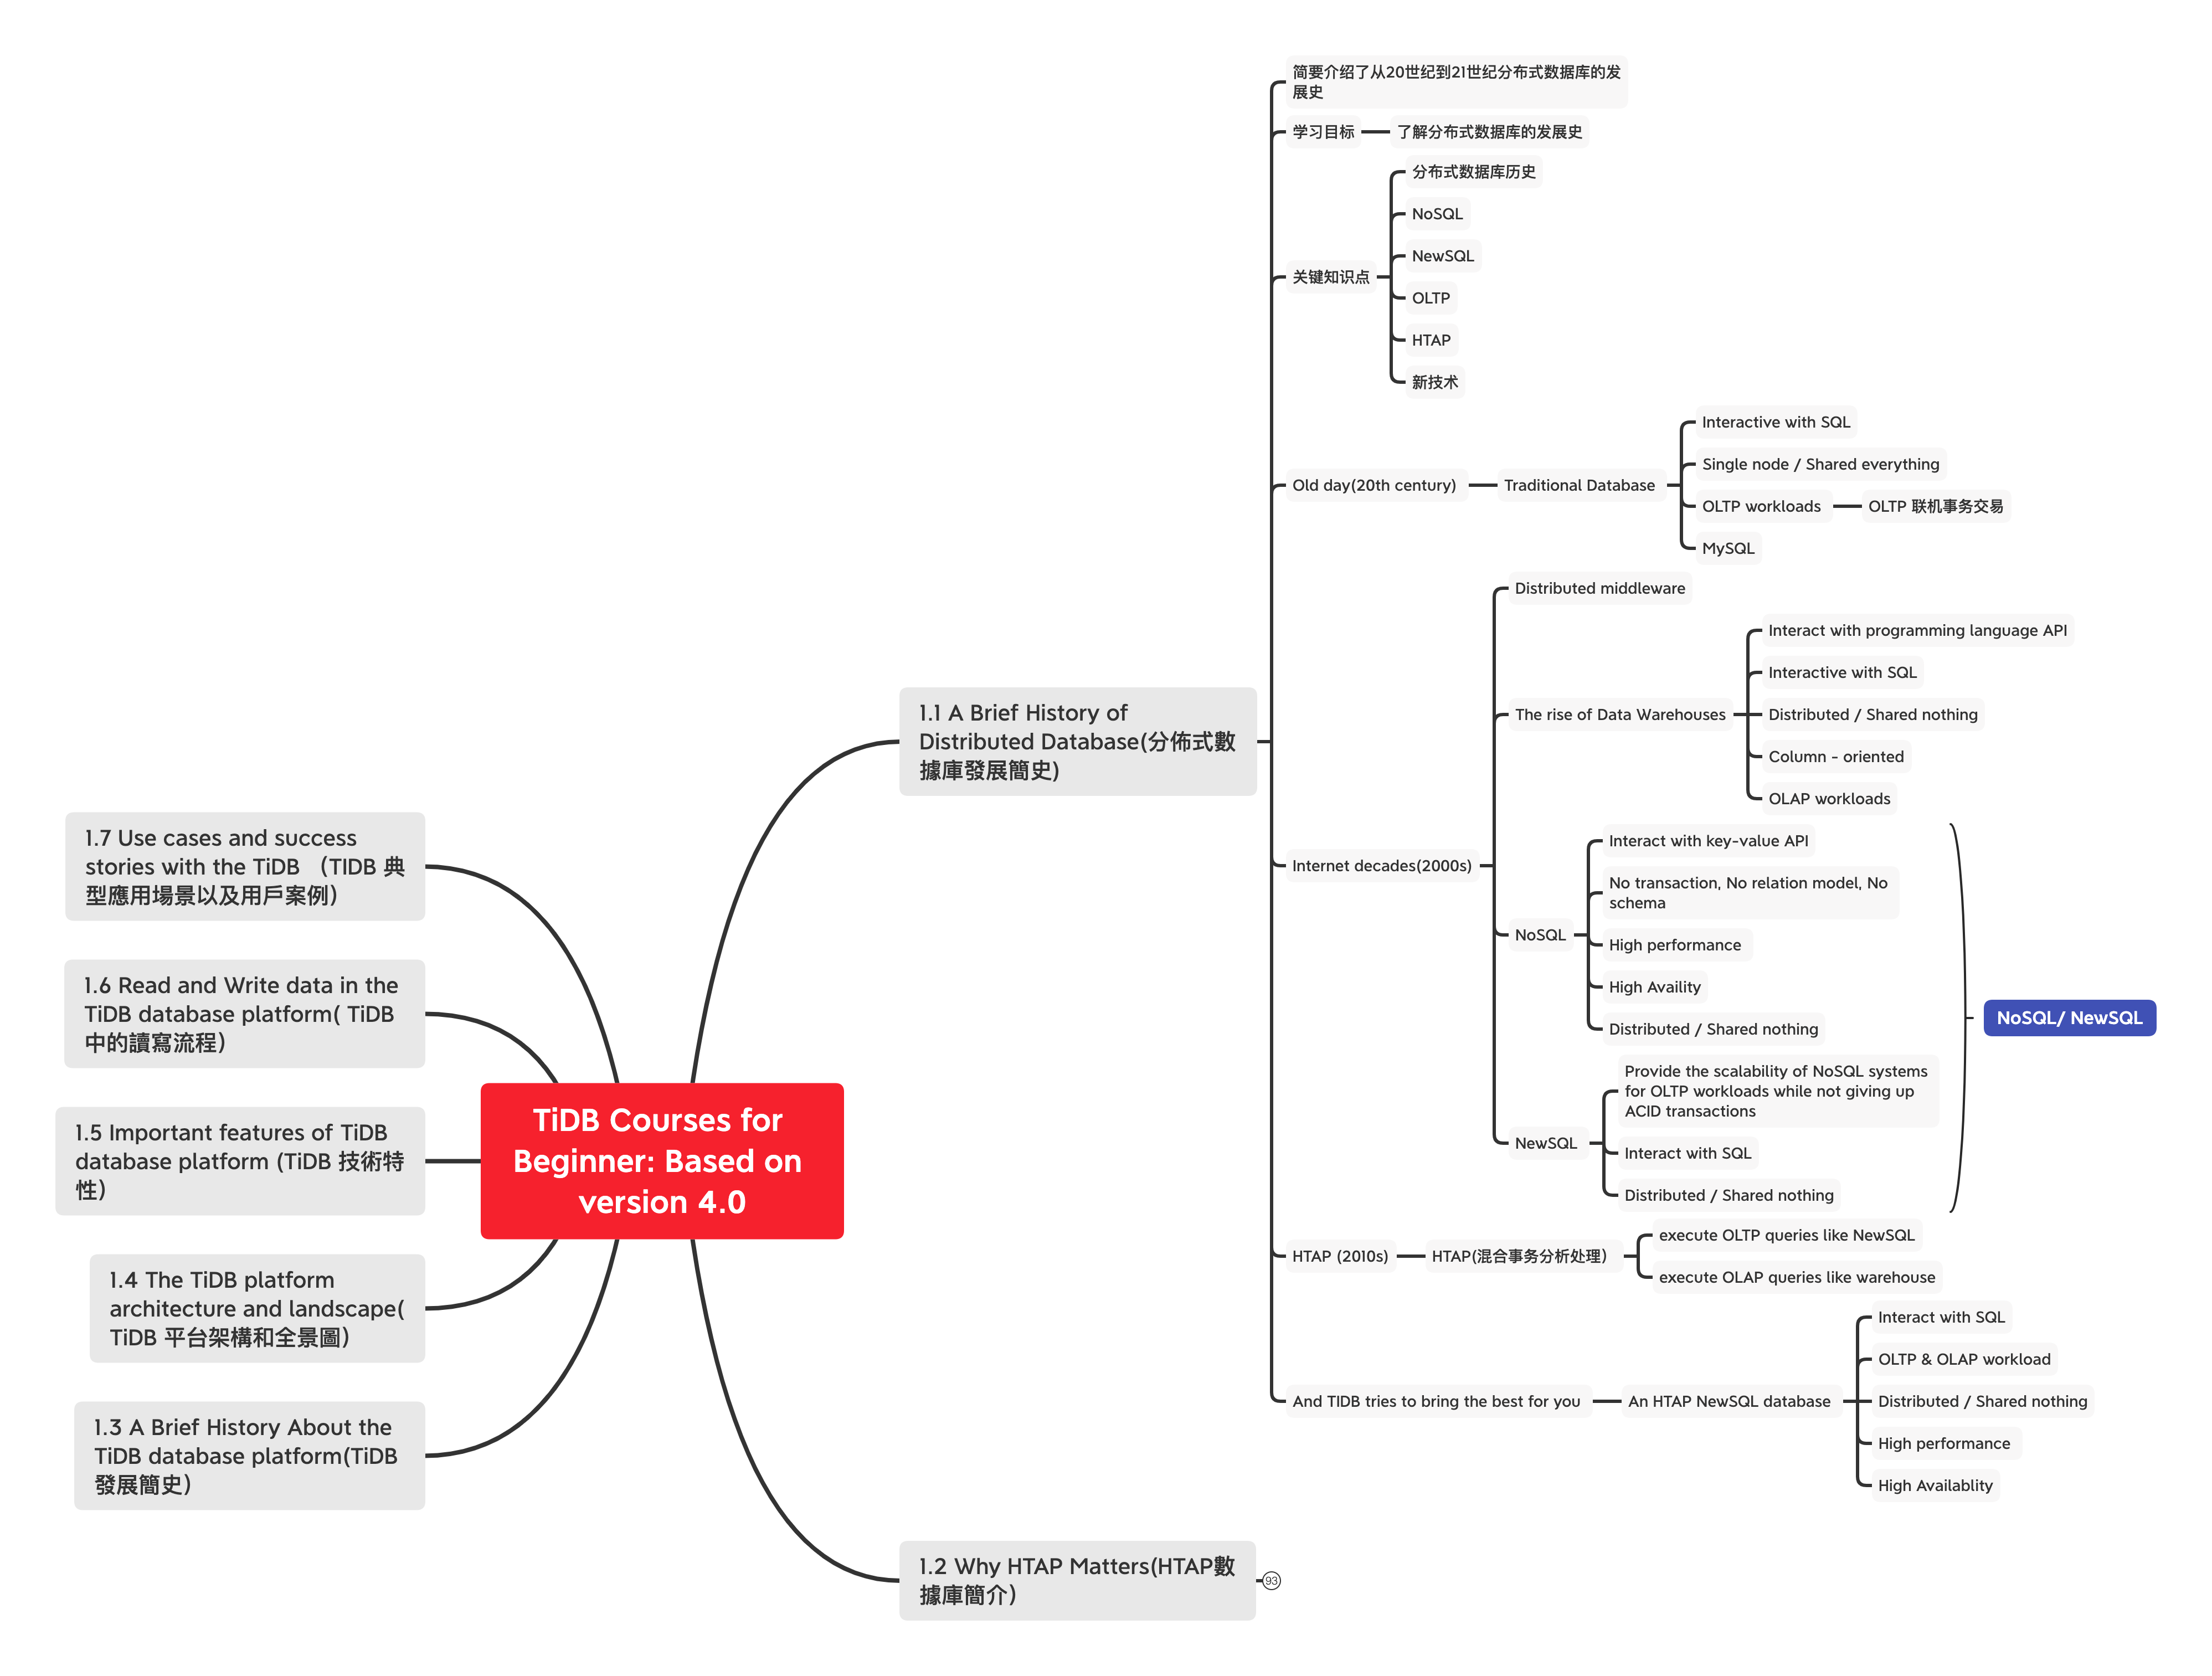 TiDB Courses for
Beginner: Based on
version 4.0
1.1 A Brief History of
Distributed Database(分佈式數
據庫發展簡史)
简要介绍了从20世纪到21世纪分布式数据库的发
展史
学习目标
了解分布式数据库的发展史
关键知识点
分布式数据库历史
NoSQL
NewSQL
OLTP
HTAP
新技术
Old day(20th century)
Traditional Database
Interactive with SQL
Single node / Shared everything
OLTP workloads
OLTP 联机事务交易
MySQL
Internet decades(2000s)
Distributed middleware
The rise of Data Warehouses
Interact with programming language API
Interactive with SQL
Distributed / Shared nothing
Column - oriented
OLAP workloads
NoSQL
Interact with key-value API
No transaction, No relation model, No
schema
High performance
High Availity
Distributed / Shared nothing
NewSQL
Provide the scalability of NoSQL systems
for OLTP workloads while not giving up
ACID transactions
Interact with SQL
Distributed / Shared nothing
NoSQL/ NewSQL
HTAP (2010s)
HTAP(混合事务分析处理）
execute OLTP queries like NewSQL
execute OLAP queries like warehouse
And TIDB tries to bring the best for you
An HTAP NewSQL database
Interact with SQL
OLTP & OLAP workload
Distributed / Shared nothing
High performance
High Availablity
1.2 Why HTAP Matters(HTAP數
據庫簡介）
93
1.3 A Brief History About the
TiDB database platform(TiDB
發展簡史）
1.4 The TiDB platform
architecture and landscape(
TiDB 平台架構和全景圖）
1.5 Important features of TiDB
database platform (TiDB 技術特
性）
1.6 Read and Write data in the
TiDB database platform( TiDB
中的讀寫流程）
1.7 Use cases and success
stories with the TiDB （TIDB 典
型應用場景以及用戶案例）